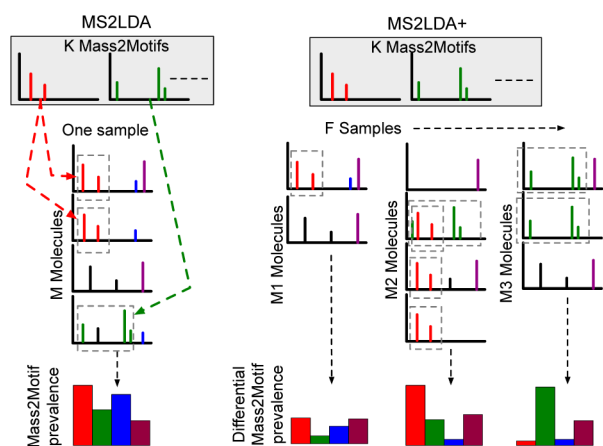 MS2LDA
K Mass2Motifs
One sample
M Molecules
Mass2Motif
prevalence
MS2LDA+
K Mass2Motifs
F Samples
M1 Molecules
M2 Molecules
M3 Molecules
Differential
Mass2Motif
prevalence